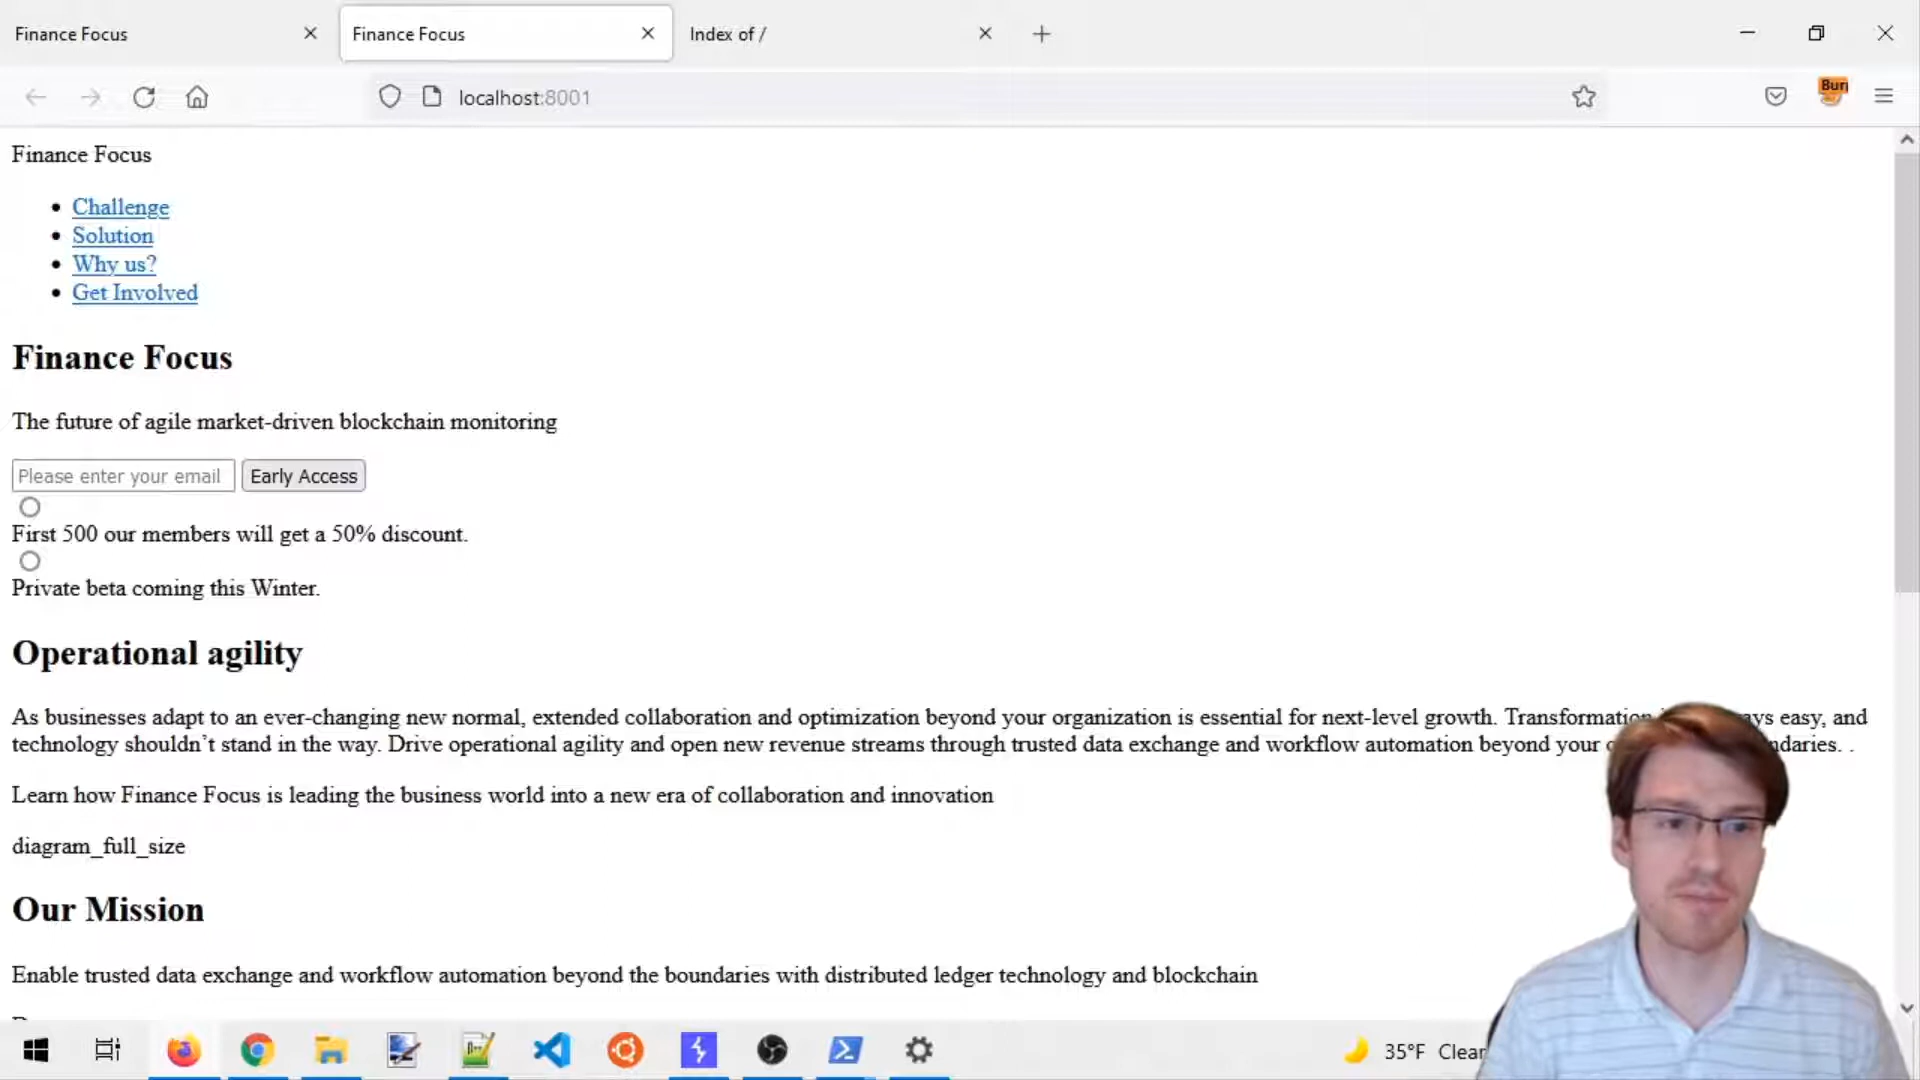 Finance Focus
Finance Focus
Index of /
localhost:8001
Finance Focus
Challenge
Solution
Why us?
Get Involved
Finance Focus
The future of agile market-driven blockchain monitoring
Please enter your email Early Access
First 500 our members will get a 50% discount.
Private beta coming this Winter.
Operational agility
As businesses adapt to an ever-changing new normal, extended collaboration and optimization beyond your organization is essential for next-level growth. Transformation ys easy, and
technology shouldn't stand in the way. Drive operational agility and open new revenue streams through trusted data exchange and workflow automation beyond your ndaries. .
Learn how Finance Focus is leading the business world into a new era of collaboration and innovation
diagram_full_size
Our Mission
Enable trusted data exchange and workflow automation beyond the boundaries with distributed ledger technology and blockchain
35°F Clear